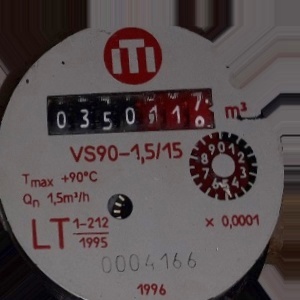 ITI
0350118 m³
VS90-1,5/15
Tmax +90°C
Qn 1,5m³/h
LT 1-212
1995
x 0,0001
0004166
1996